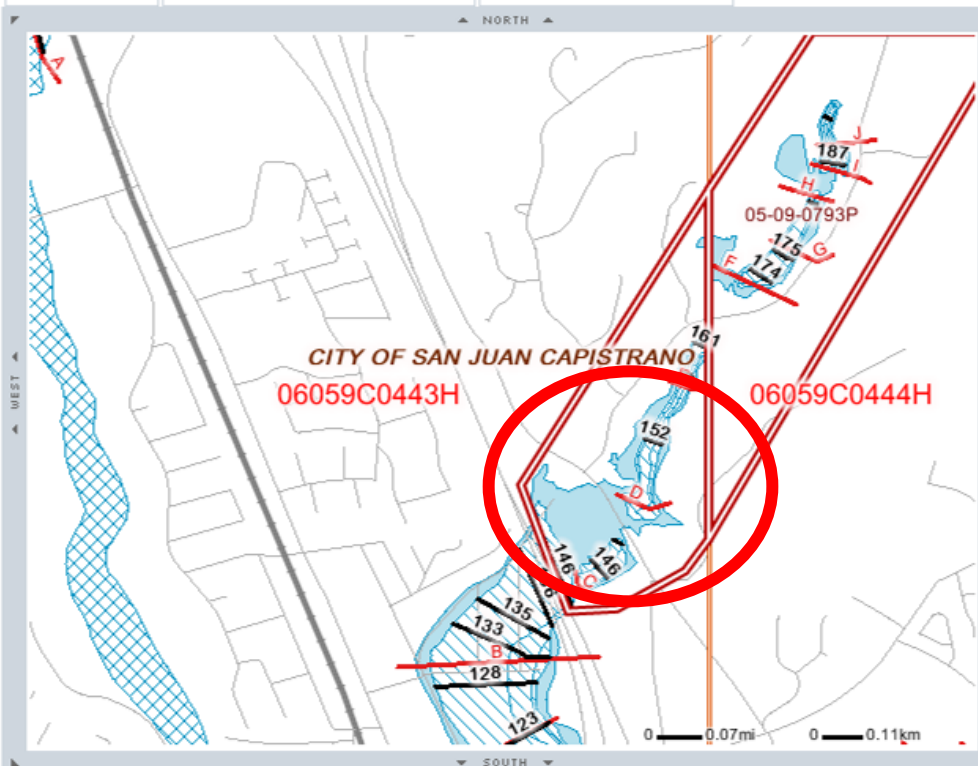 NORTH
A
J
187
I
H
05-09-0793P
175
G
F
174
161
CITY OF SAN JUAN CAPISTRANO
WEST
06059C0443H
06059C0444H
152
D
146
146
C
135
133
B
128
123
0 0.07mi
0 0.11km
SOUTH